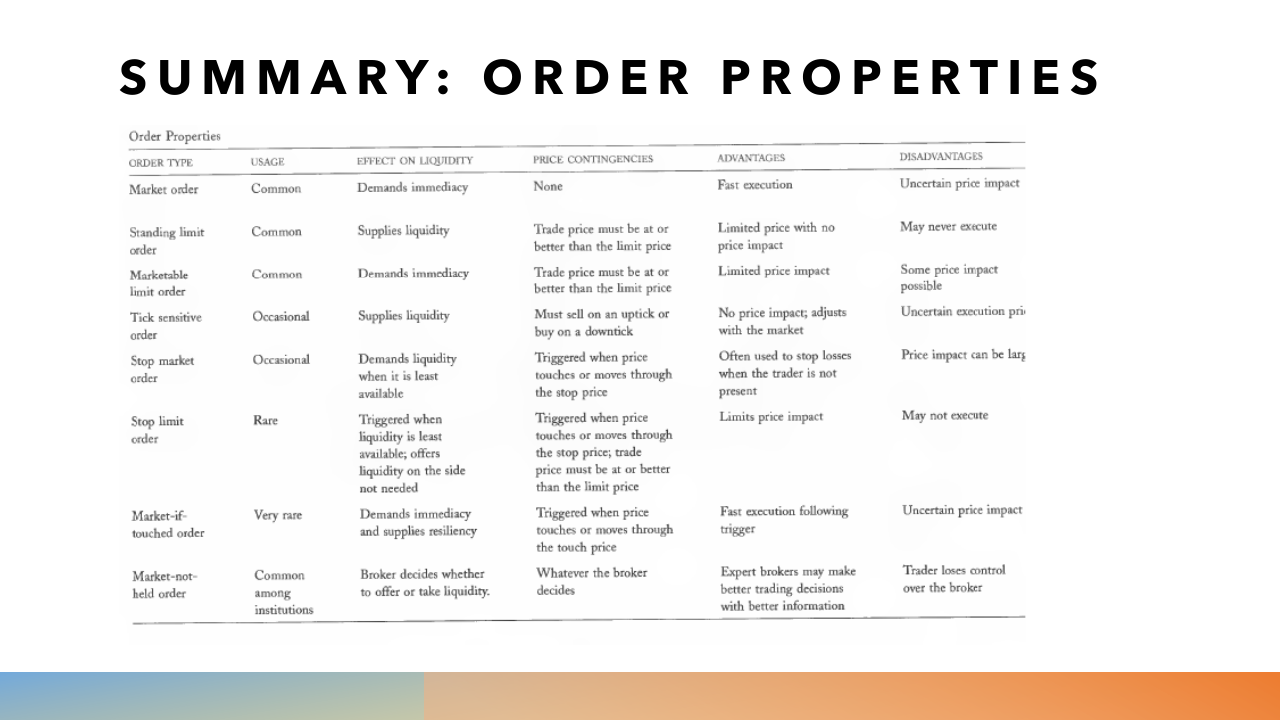 SUMMARY: ORDER PROPERTIES
Order Properties
ORDER TYPE USAGE EFFECT ON LIQUIDITY PRICE CONTINGENCIES ADVANTAGES DISADVANTAGES
Market order Common Demands immediacy None Fast execution Uncertain price impact
Standing limit Common Supplies liquidity Trade price must be at or Limited price with no May never execute
order better than the limit price price impact
Marketable Common Demands immediacy Trade price must be at or Limited price impact Some price impact
limit order better than the limit price possible
Tick sensitive Occasional Supplies liquidity Must sell on an uptick or No price impact; adjusts Uncertain execution pri
order buy on a downtick with the market
Stop market Occasional Demands liquidity Triggered when price Often used to stop losses Price impact can be larg
order when it is least touches or moves through when the trader is not
available the stop price present
Stop limit Rare Triggered when Triggered when price Limits price impact May not execute
order liquidity is least touches or moves through
available; offers the stop price; trade
liquidity on the side price must be at or better
not needed than the limit price
Market-if- Very rare Demands immediacy Triggered when price Fast execution following Uncertain price impact
touched order and supplies resiliency touches or moves through trigger
the touch price
Market-not- Common Broker decides whether Whatever the broker Expert brokers may make Trader loses control
held order among to offer or take liquidity. decides better trading decisions over the broker
institutions with better information